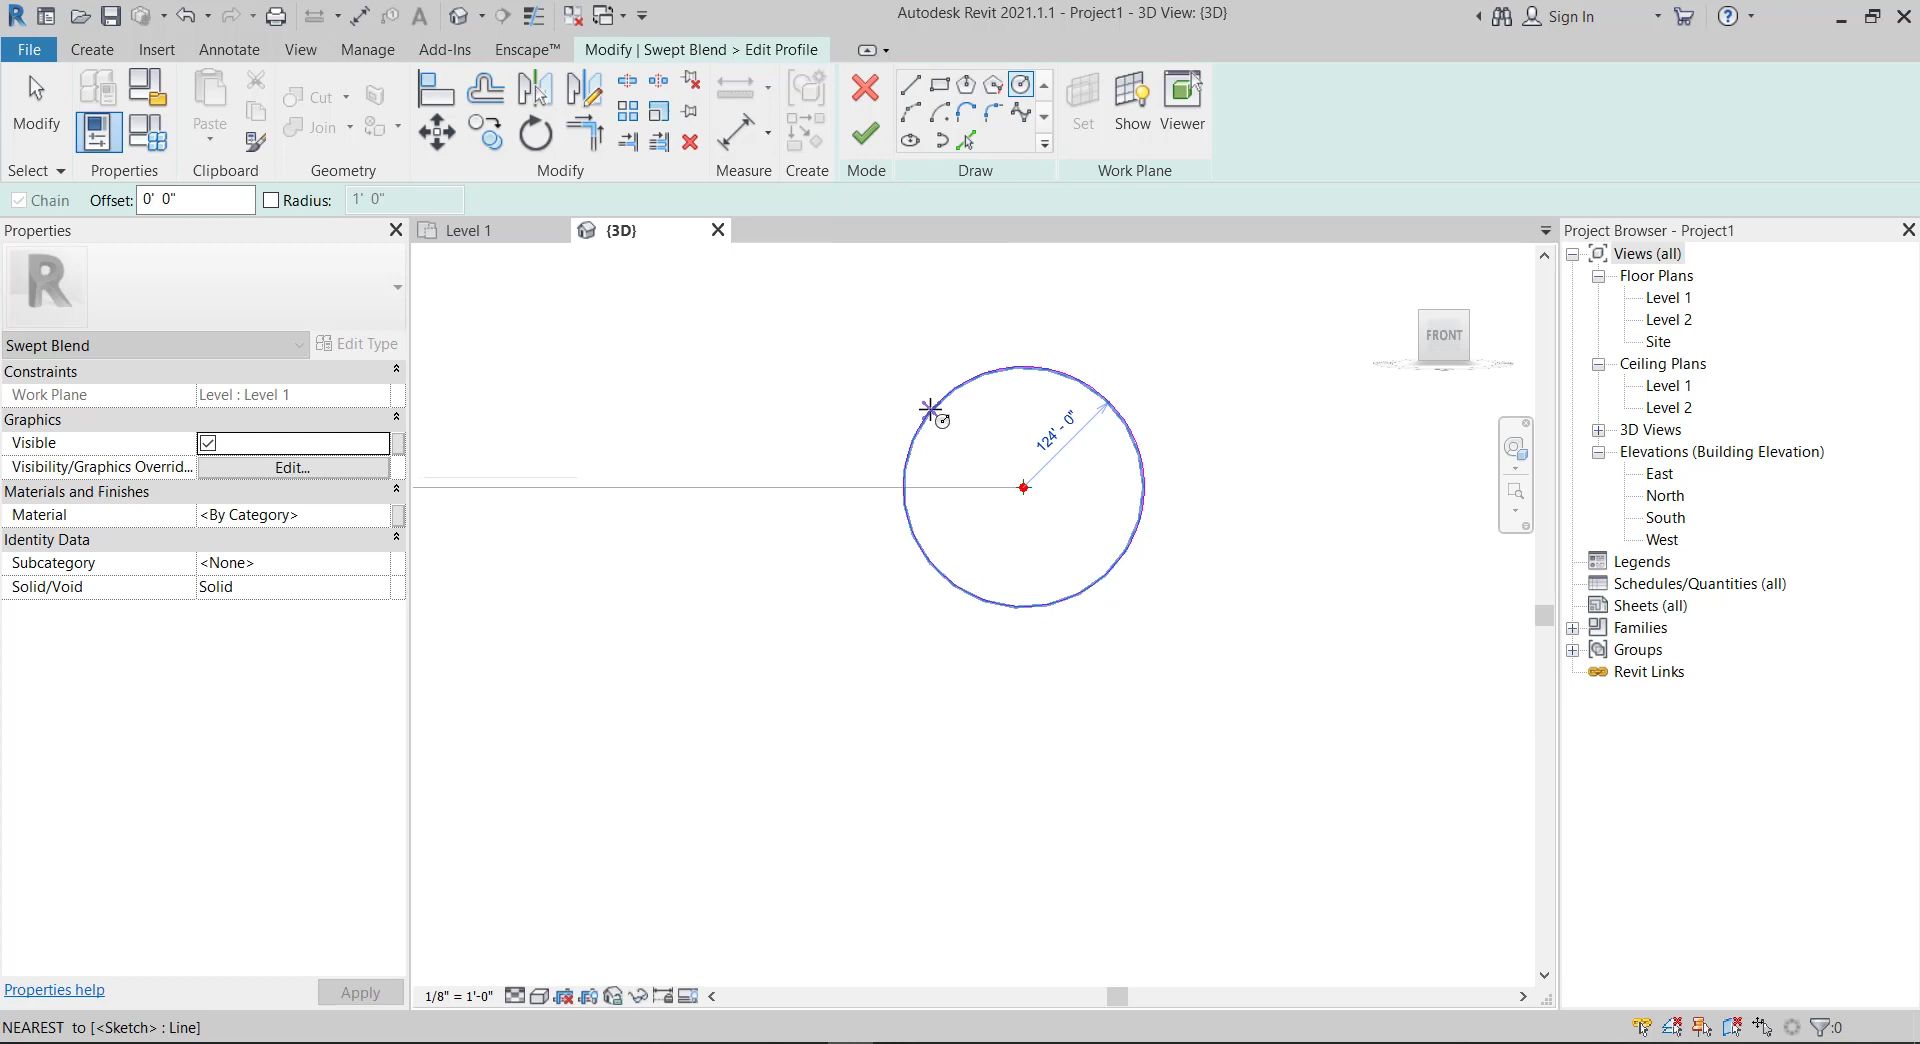 Autodesk Revit 2021.1.1 - Project1 - 3D View: {3D}
Sign In
File Create Insert Annotate View Manage Add-Ins Enscape™ Modify | Swept Blend > Edit Profile
Modify
Paste
Cut
Join
Set Show Viewer
Select Properties Clipboard Geometry Modify Measure Create Mode Draw Work Plane
Chain Offset: 0' 0" Radius: 1' 0"
Properties
Level 1 {3D}
Project Browser - Project1
R
Swept Blend Edit Type
Constraints
Work Plane Level : Level 1
Graphics
Visible
Visibility/Graphics Overrid... Edit...
Materials and Finishes
Material <By Category>
Identity Data
Subcategory <None>
Solid/Void Solid
Properties help Apply
124' - 0"
FRONT
Views (all)
Floor Plans
Level 1
Level 2
Site
Ceiling Plans
Level 1
Level 2
3D Views
Elevations (Building Elevation)
East
North
South
West
Legends
Schedules/Quantities (all)
Sheets (all)
Families
Groups
Revit Links
1/8" = 1'-0"
NEAREST to [<Sketch> : Line]
:0